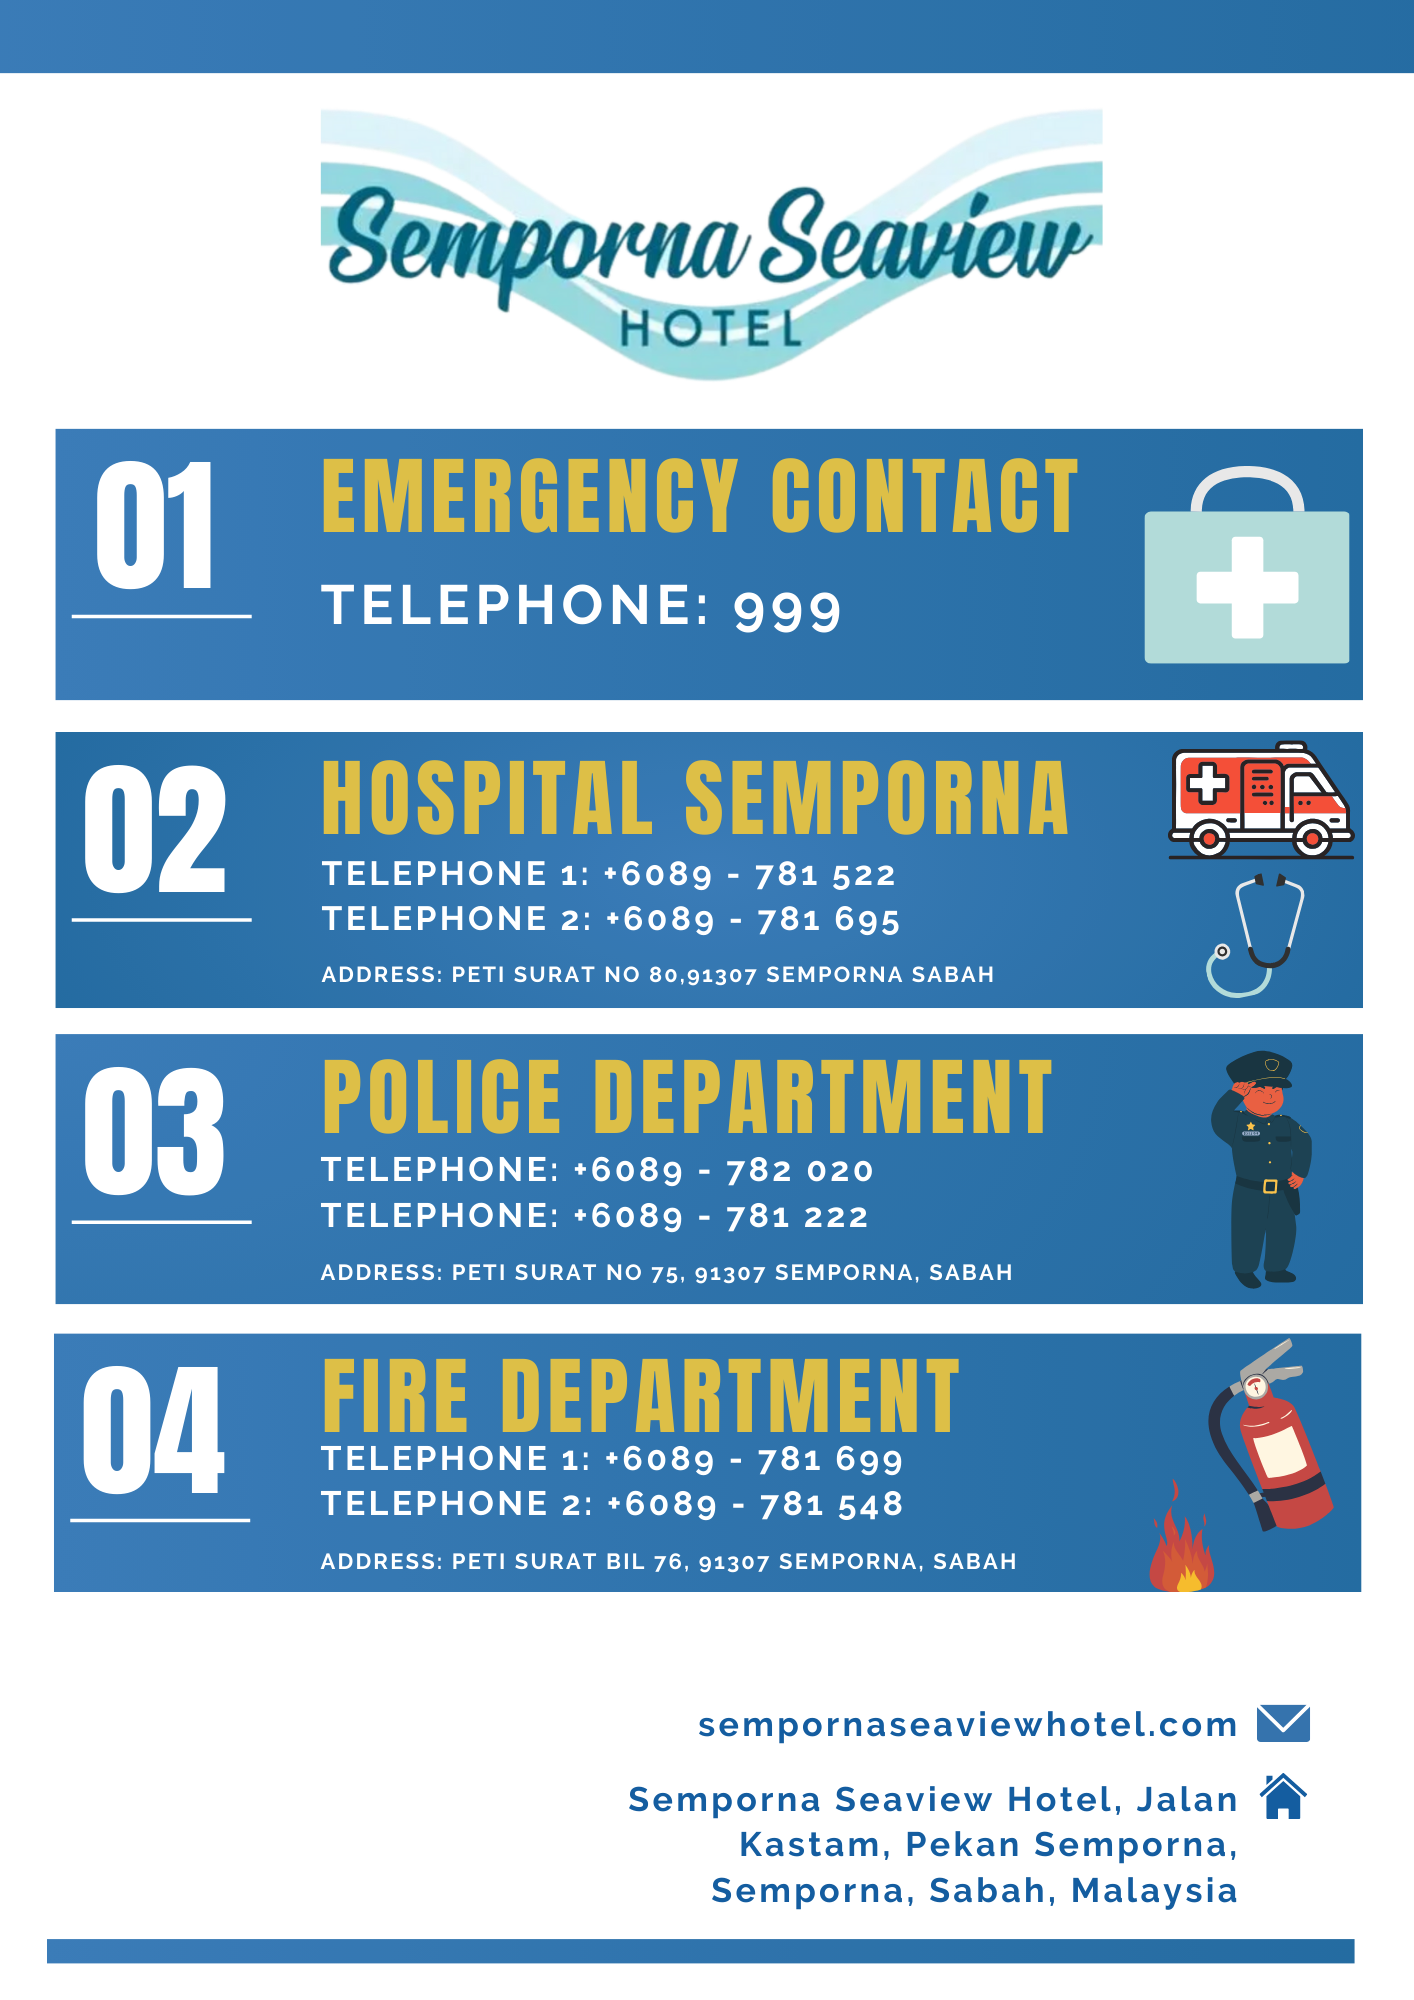 Semporna Seaview
HOTEL
01
EMERGENCY CONTACT
TELEPHONE: 999
02
HOSPITAL SEMPORNA
TELEPHONE 1: +6089 - 781 522
TELEPHONE 2: +6089 - 781 695
ADDRESS: PETI SURAT NO 80,91307 SEMPORNA SABAH
03
POLICE DEPARTMENT
TELEPHONE: +6089 - 782 020
TELEPHONE: +6089 - 781 222
ADDRESS: PETI SURAT NO 75, 91307 SEMPORNA, SABAH
04
FIRE DEPARTMENT
TELEPHONE 1: +6089 - 781 699
TELEPHONE 2: +6089 - 781 548
ADDRESS: PETI SURAT BIL 76, 91307 SEMPORNA, SABAH
sempornaseaviewhotel.com
Semporna Seaview Hotel, Jalan
Kastam, Pekan Semporna,
Semporna, Sabah, Malaysia